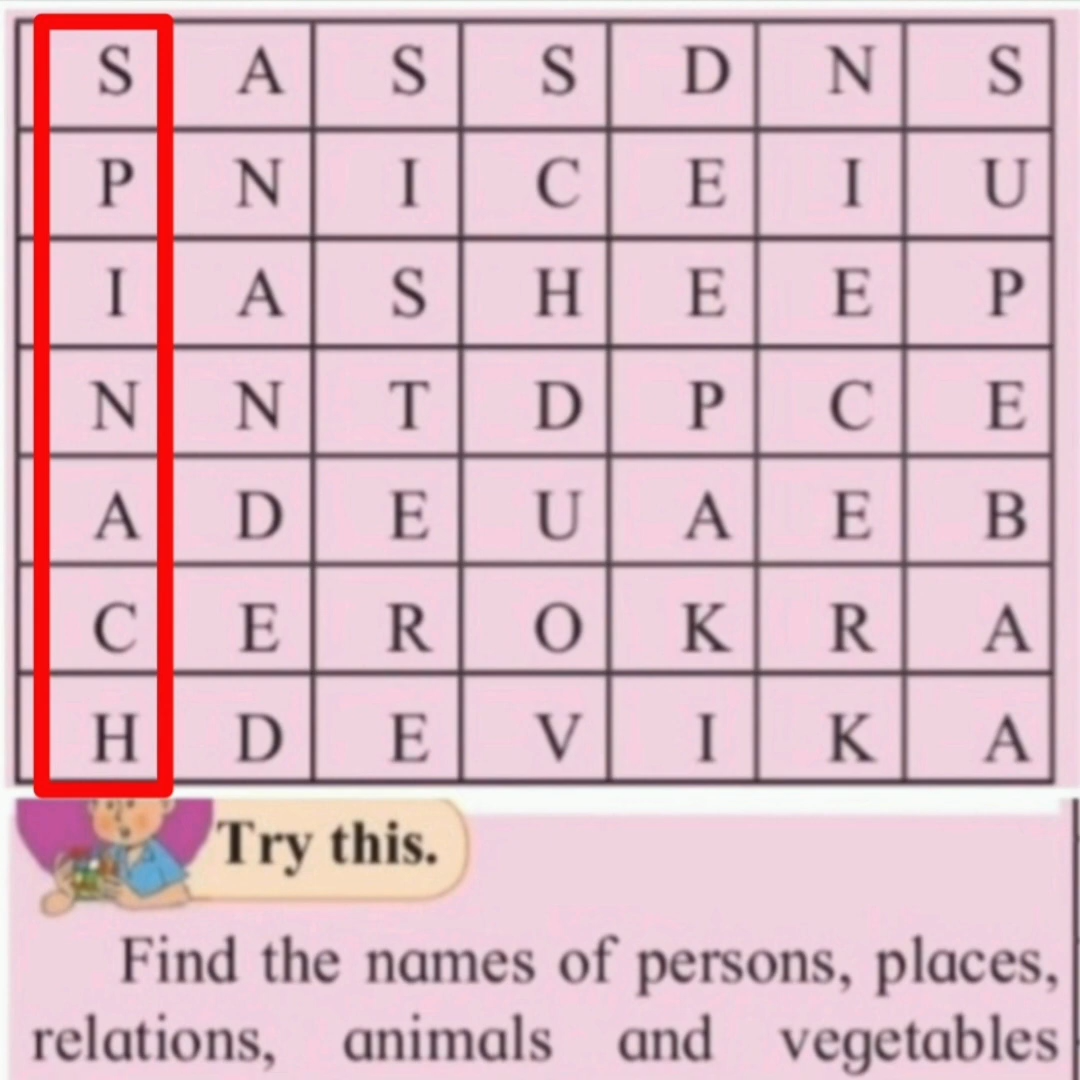 S A S S D N S
P N I C E I U
I A S H E E P
N N T D P C E
A D E U A E B
C E R O K R A
H D E V I K A
Try this.
Find the names of persons, places,
relations, animals and vegetables